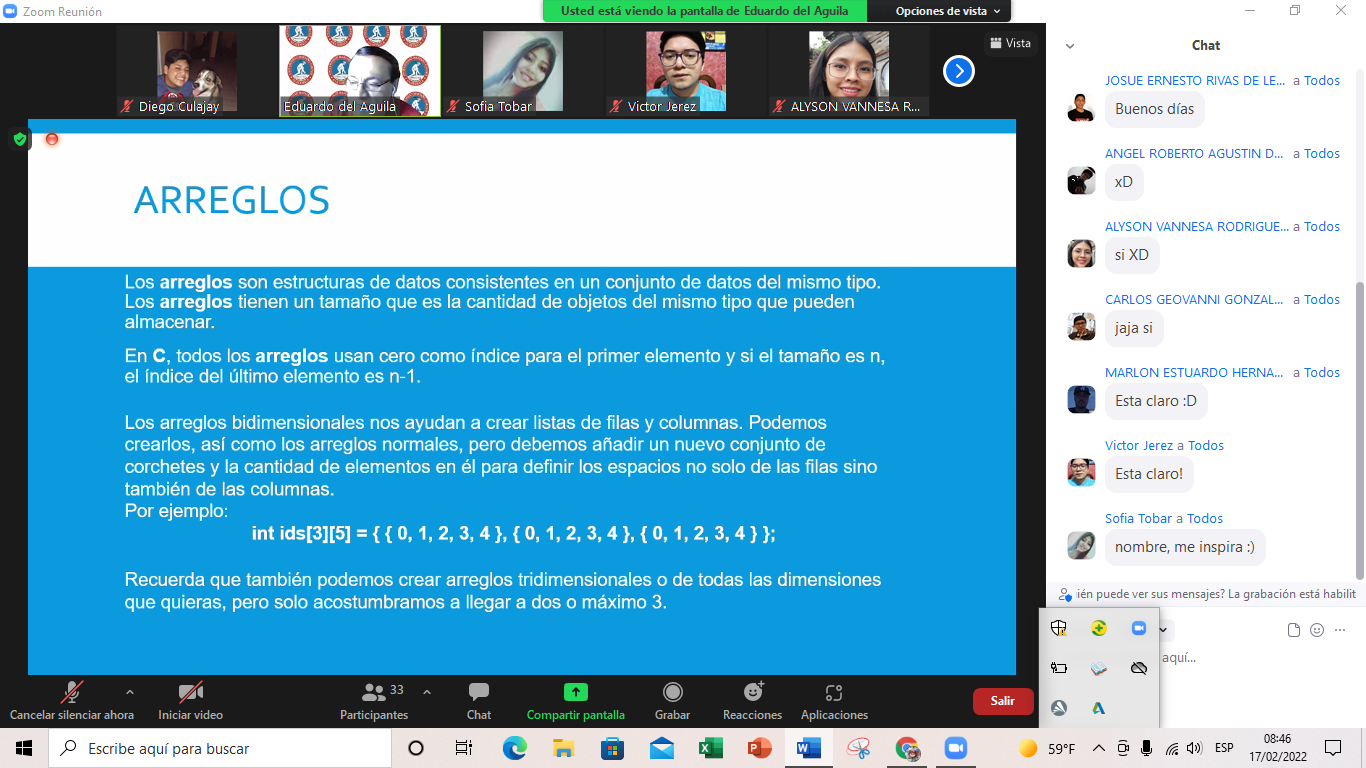 Zoom Reunión
Usted está viendo la pantalla de Eduardo del Aguila
Opciones de vista
Vista
Diego Culajay
Eduardo del Aguila
Sofia Tobar
Victor Jerez
ALYSON VANNESA R...
ARREGLOS
Los arreglos son estructuras de datos consistentes en un conjunto de datos del mismo tipo.
Los arreglos tienen un tamaño que es la cantidad de objetos del mismo tipo que pueden
almacenar.
En C, todos los arreglos usan cero como índice para el primer elemento y si el tamaño es n,
el índice del último elemento es n-1.
Los arreglos bidimensionales nos ayudan a crear listas de filas y columnas. Podemos
crearlos, así como los arreglos normales, pero debemos añadir un nuevo conjunto de
corchetes y la cantidad de elementos en él para definir los espacios no solo de las filas sino
también de las columnas.
Por ejemplo:
int ids[3][5] = { { 0, 1, 2, 3, 4 }, { 0, 1, 2, 3, 4 }, { 0, 1, 2, 3, 4 } };
Recuerda que también podemos crear arreglos tridimensionales o de todas las dimensiones
que quieras, pero solo acostumbramos a llegar a dos o máximo 3.
Chat
JOSUE ERNESTO RIVAS DE LE... a Todos
Buenos días
ANGEL ROBERTO AGUSTIN D... a Todos
xD
ALYSON VANNESA RODRIGUE... a Todos
si XD
CARLOS GEOVANNI GONZAL... a Todos
jaja si
MARLON ESTUARDO HERNA... a Todos
Esta claro :D
Victor Jerez a Todos
Esta claro!
Sofia Tobar a Todos
nombre, me inspira :)
ién puede ver sus mensajes? La grabación está habilit
aquí...
Cancelar silenciar ahora
Iniciar video
33
Participantes
Chat
Compartir pantalla
Grabar
Reacciones
Aplicaciones
Salir
Escribe aquí para buscar
59°F
ESP
08:46
17/02/2022